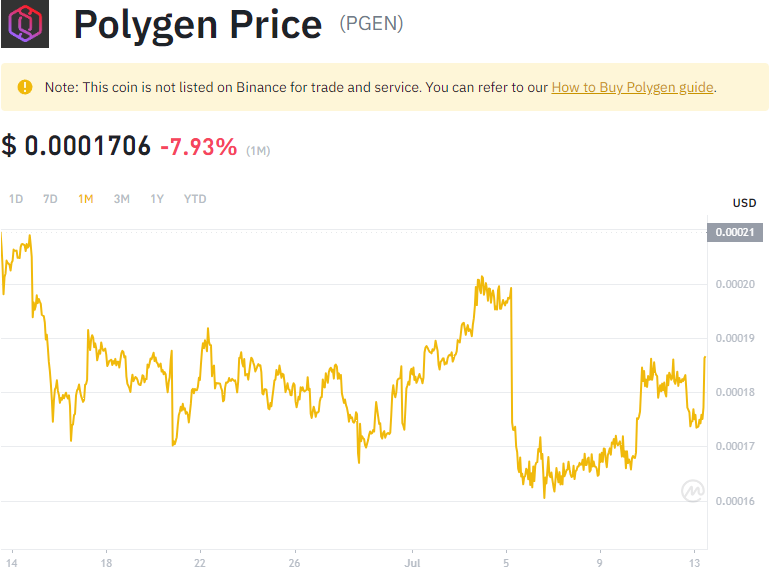 Polygen Price (PGEN)
Note: This coin is not listed on Binance for trade and service. You can refer to our How to Buy Polygen guide.
$ 0.0001706 -7.93% (1M)
1D 7D 1M 3M 1Y YTD
USD
0.00021
0.00020
0.00019
0.00018
0.00017
0.00016
14 18 22 26 Jul 5 9 13